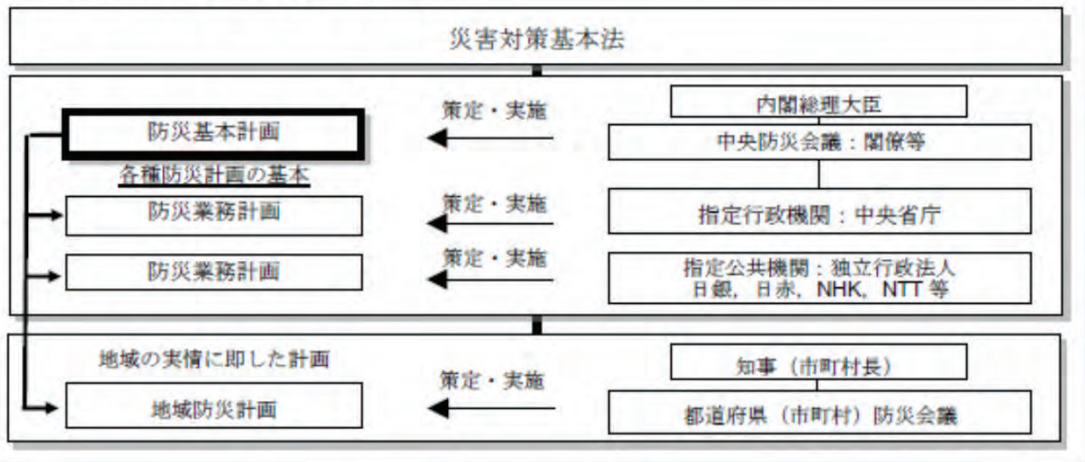 災害対策基本法
防災基本計画
策定・実施
内閣総理大臣
中央防災会議：閣僚等
各種防災計画の基本
防災業務計画
策定・実施
指定行政機関：中央省庁
防災業務計画
策定・実施
指定公共機関：独立行政法人
日銀，日赤，NHK，NTT 等
地域の実情に即した計画
地域防災計画
策定・実施
知事（市町村長）
都道府県（市町村）防災会議